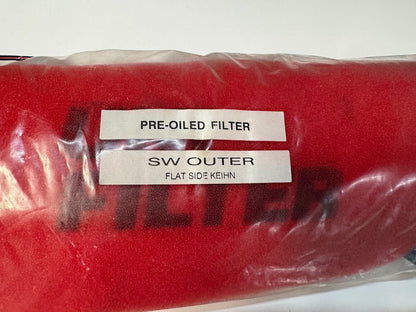 PRE-OILED FILTER
SW OUTER
FLAT SIDE KEIHN
FILTER